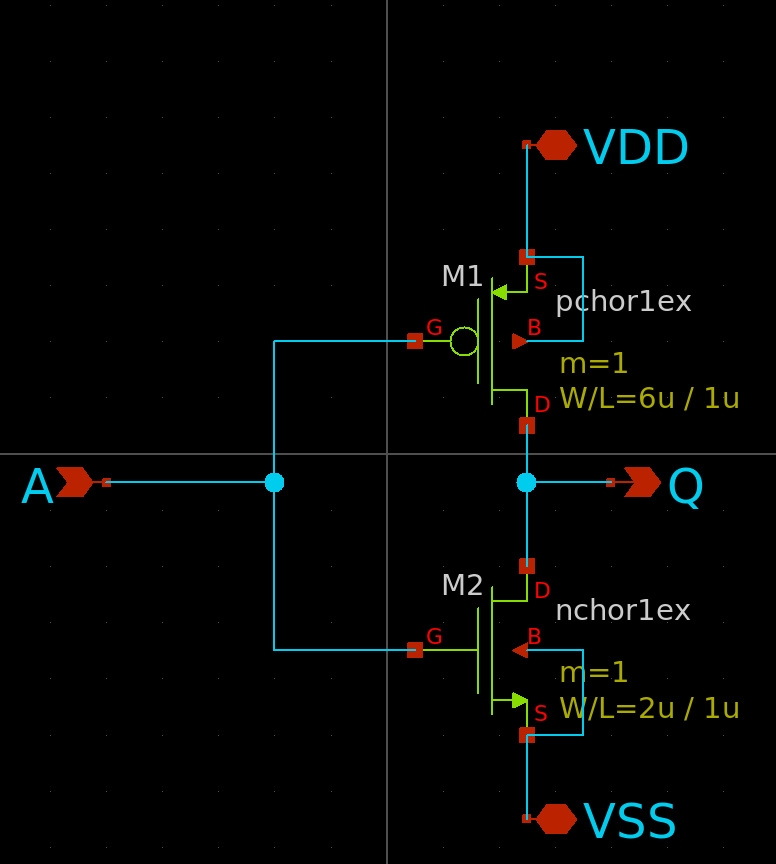 VDD
M1
S
pchor1ex
G
B
m=1
W/L=6u / 1u
D
A
Q
M2
D
nchor1ex
G
B
m=1
W/L=2u / 1u
S
VSS